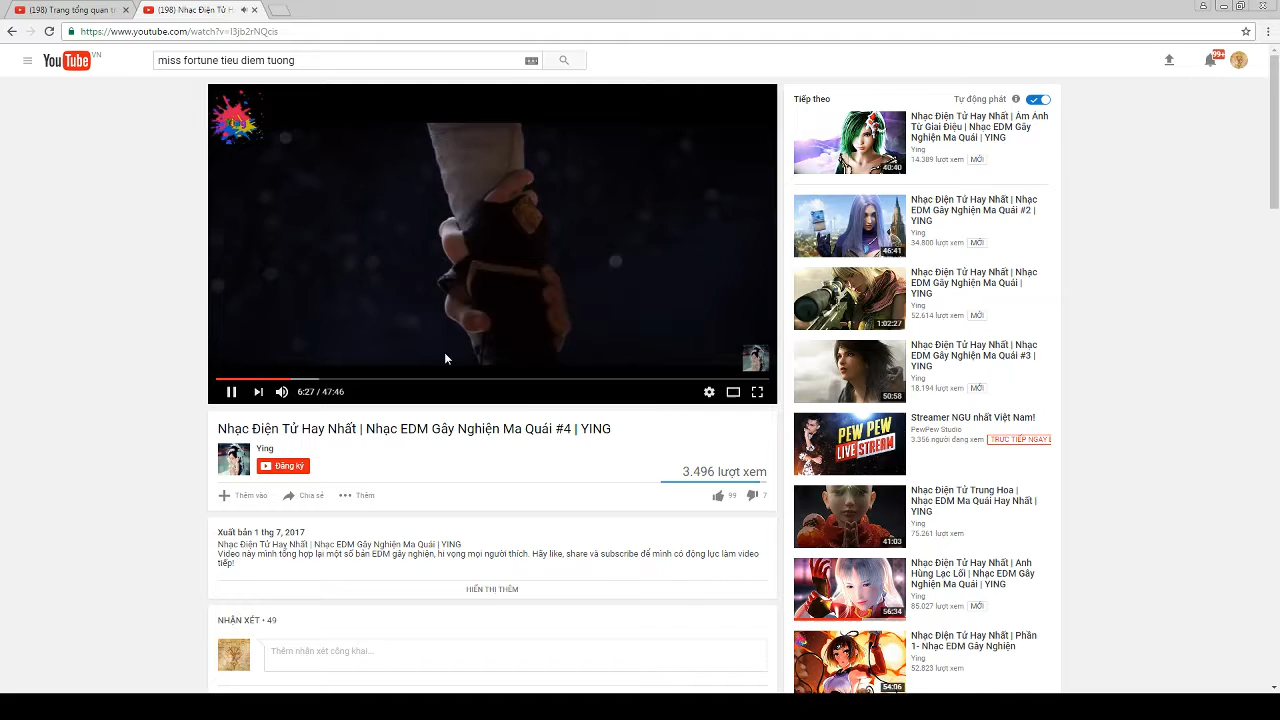 (198) Trang tổng quan tr
(198) Nhạc Điện Tử H
https://www.youtube.com/watch?v=I3jb2rNQcis
YouTube VN
miss fortune tieu diem tuong
99+
6:27 / 47:46
Nhạc Điện Tử Hay Nhất | Nhạc EDM Gây Nghiện Ma Quái #4 | YING
Ying
Đăng ký
3.496 lượt xem
Thêm vào
Chia sẻ
Thêm
99
7
Xuất bản 1 thg 7, 2017
Nhạc Điện Tử Hay Nhất | Nhạc EDM Gây Nghiện Ma Quái | YING
Video này mình tổng hợp lại một số bản EDM gây nghiện, hi vọng mọi người thích. Hãy like, share và subscribe để mình có động lực làm video
tiếp!
HIỂN THỊ THÊM
NHẬN XÉT • 49
Thêm nhận xét công khai...
Tiếp theo
Tự động phát
Nhạc Điện Tử Hay Nhất | Ám Ảnh
Từ Giai Điệu | Nhạc EDM Gây
Nghiện Ma Quái | YING
Ying
14.389 lượt xem MỚI
40:40
Nhạc Điện Tử Hay Nhất | Nhạc
EDM Gây Nghiện Ma Quái #2 |
YING
Ying
34.800 lượt xem MỚI
46:41
Nhạc Điện Tử Hay Nhất | Nhạc
EDM Gây Nghiện Ma Quái |
YING
Ying
52.614 lượt xem MỚI
1:02:27
Nhạc Điện Tử Hay Nhất | Nhạc
EDM Gây Nghiện Ma Quái #3 |
YING
Ying
18.194 lượt xem MỚI
50:58
Streamer NGU nhất Việt Nam!
PewPew Studio
3.356 người đang xem TRỰC TIẾP NGAY B
PEW PEW
LIVE STREAM
Nhạc Điện Tử Trung Hoa |
Nhạc Ma Quái Hay Nhất |
YING
Ying
75.261 lượt xem
41:03
Nhạc Điện Tử Hay Nhất | Anh
Hùng Lạc Lối | Nhạc EDM Gây
Nghiện Ma Quái | YING
Ying
85.027 lượt xem MỚI
56:34
Nhạc Điện Tử Hay Nhất | Phần
1- Nhạc EDM Gây Nghiện
Ying
52.823 lượt xem
54:06